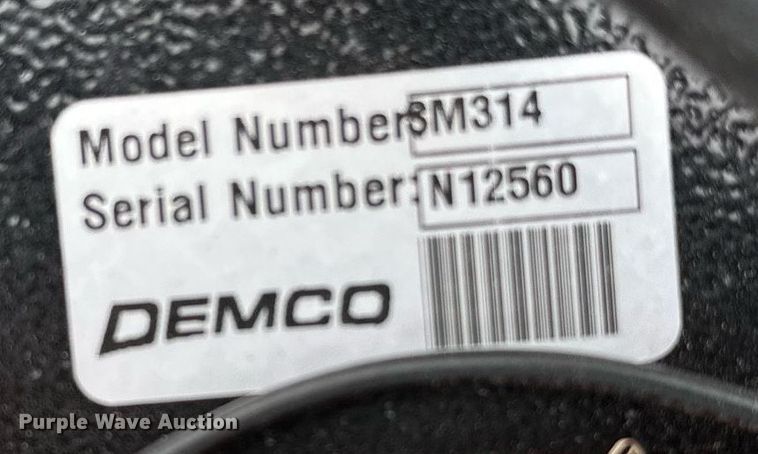 Model Number: SM314
Serial Number: N12560
DEMCO
Purple Wave Auction